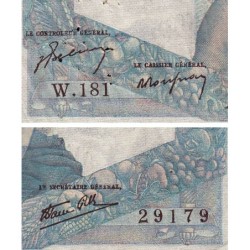 LE CONTROLEUR GÉNÉRAL, LE CAISSIER GÉNÉRAL,
W.181
LE SECRÉTAIRE GÉNÉRAL,
29179